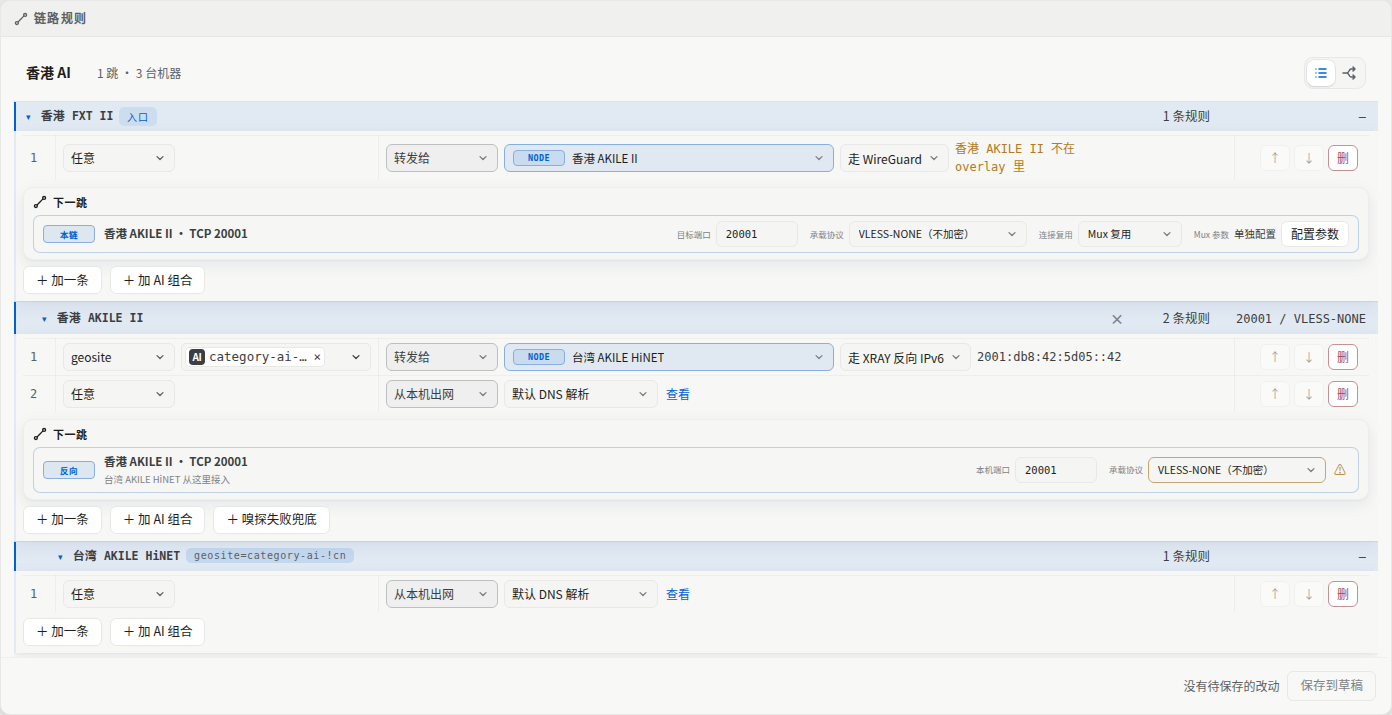 链路规则
香港 AI 1 跳 · 3 台机器
▾ 香港 FXT II 入口 1 条规则 –
1 任意 转发给 NODE 香港 AKILE II 走 WireGuard 香港 AKILE II 不在
overlay 里 ↑ ↓ 删
下一跳
本链 香港 AKILE II · TCP 20001 目标端口 20001 承载协议 VLESS-NONE（不加密） 连接复用 Mux 复用 Mux 参数 单独配置 配置参数
+ 加一条 + 加 AI 组合
▾ 香港 AKILE II × 2 条规则 20001 / VLESS-NONE
1 geosite AI category-ai-… × 转发给 NODE 台湾 AKILE HiNET 走 XRAY 反向 IPv6 2001:db8:42:5d05::42 ↑ ↓ 删
2 任意 从本机出网 默认 DNS 解析 查看 ↑ ↓ 删
下一跳
反向 香港 AKILE II · TCP 20001 本机端口 20001 承载协议 VLESS-NONE（不加密）
台湾 AKILE HiNET 从这里接入
+ 加一条 + 加 AI 组合 + 嗅探失败兜底
▾ 台湾 AKILE HiNET geosite=category-ai-!cn 1 条规则 –
1 任意 从本机出网 默认 DNS 解析 查看 ↑ ↓ 删
+ 加一条 + 加 AI 组合
没有待保存的改动 保存到草稿